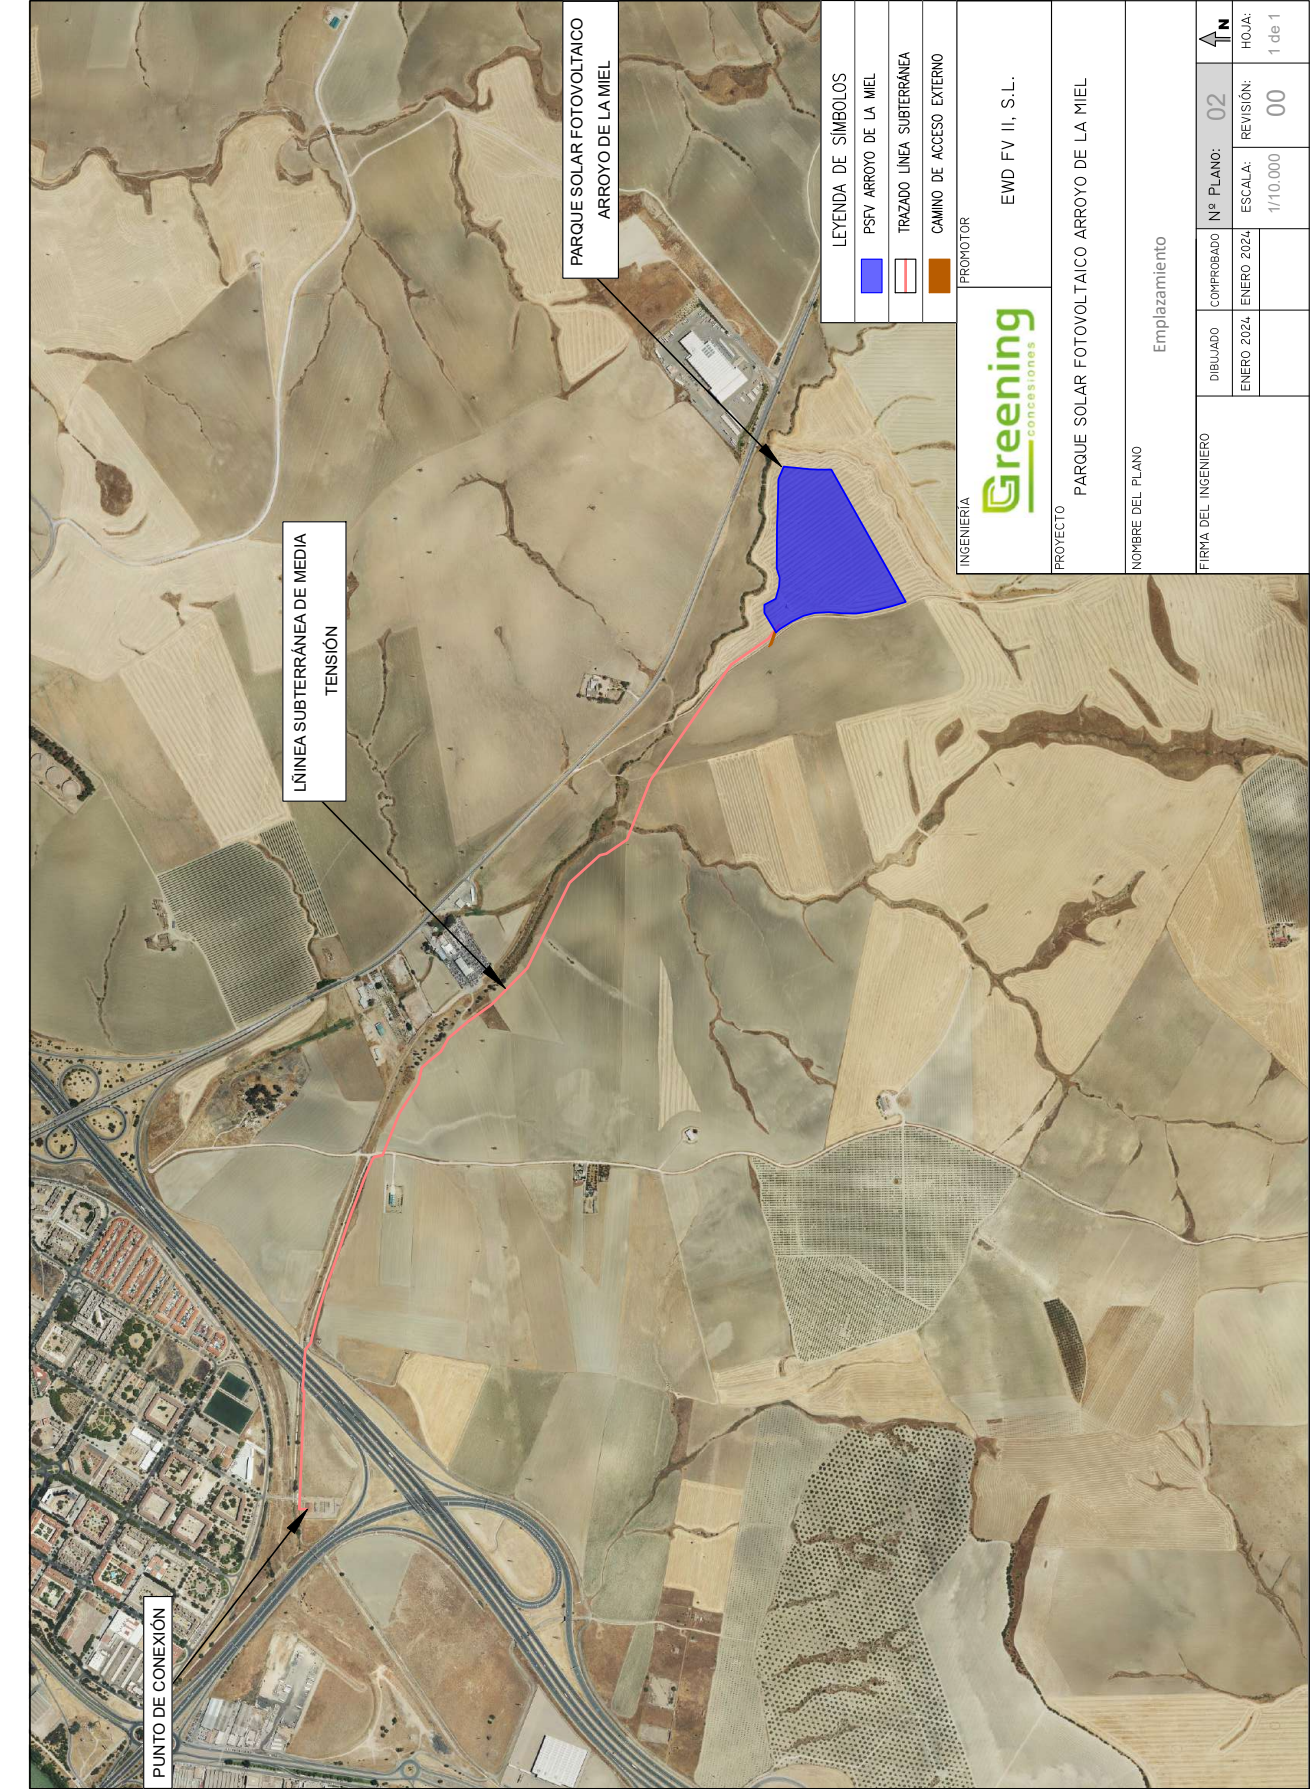 PARQUE SOLAR FOTOVOLTAICO
ARROYO DE LA MIEL
LÑINEA SUBTERRÁNEA DE MEDIA
TENSIÓN
PUNTO DE CONEXIÓN
LEYENDA DE SÍMBOLOS
PSFV ARROYO DE LA MIEL
TRAZADO LÍNEA SUBTERRÁNEA
CAMINO DE ACCESO EXTERNO
INGENIERÍA
Greening
concesiones
PROMOTOR
EWD FV II, S.L.
PROYECTO
PARQUE SOLAR FOTOVOLTAICO ARROYO DE LA MIEL
NOMBRE DEL PLANO
Emplazamiento
FIRMA DEL INGENIERO
DIBUJADO
COMPROBADO
ENERO 2024
ENERO 2024
Nº PLANO:
02
N
ESCALA:
1/10.000
REVISIÓN:
00
HOJA:
1 de 1